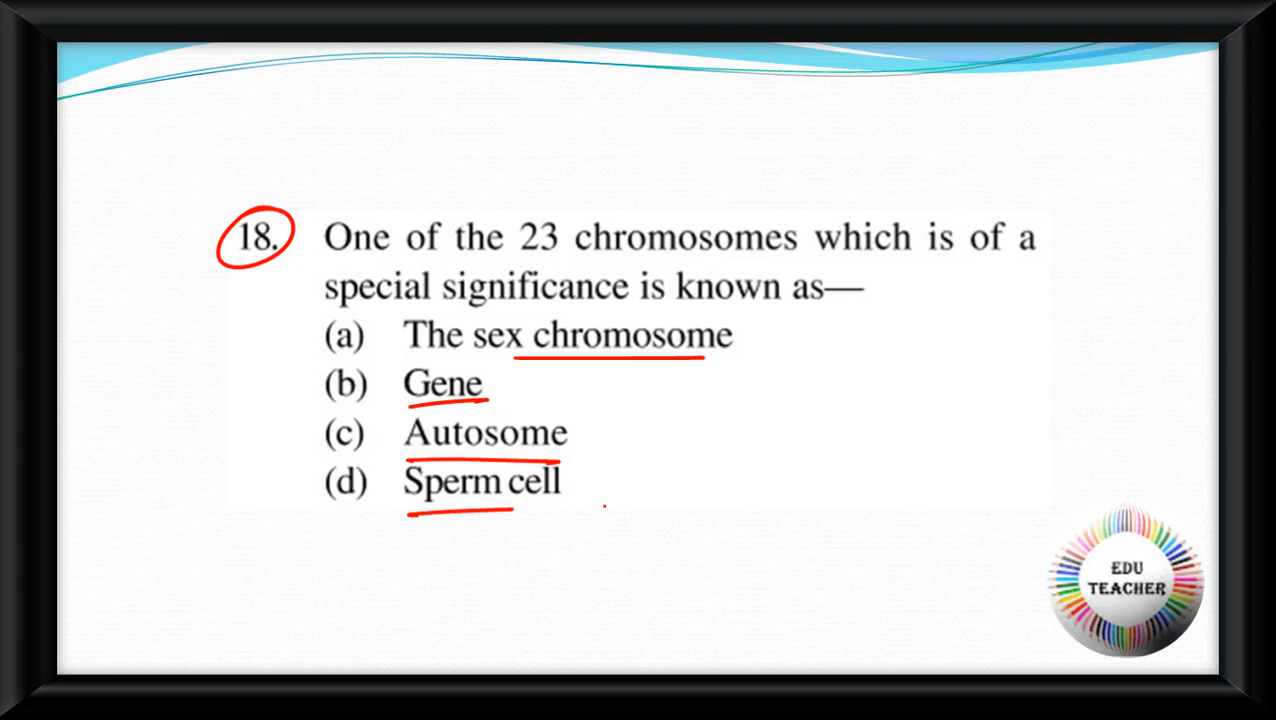 18. One of the 23 chromosomes which is of a
special significance is known as—
(a) The sex chromosome
(b) Gene
(c) Autosome
(d) Sperm cell
EDU
TEACHER